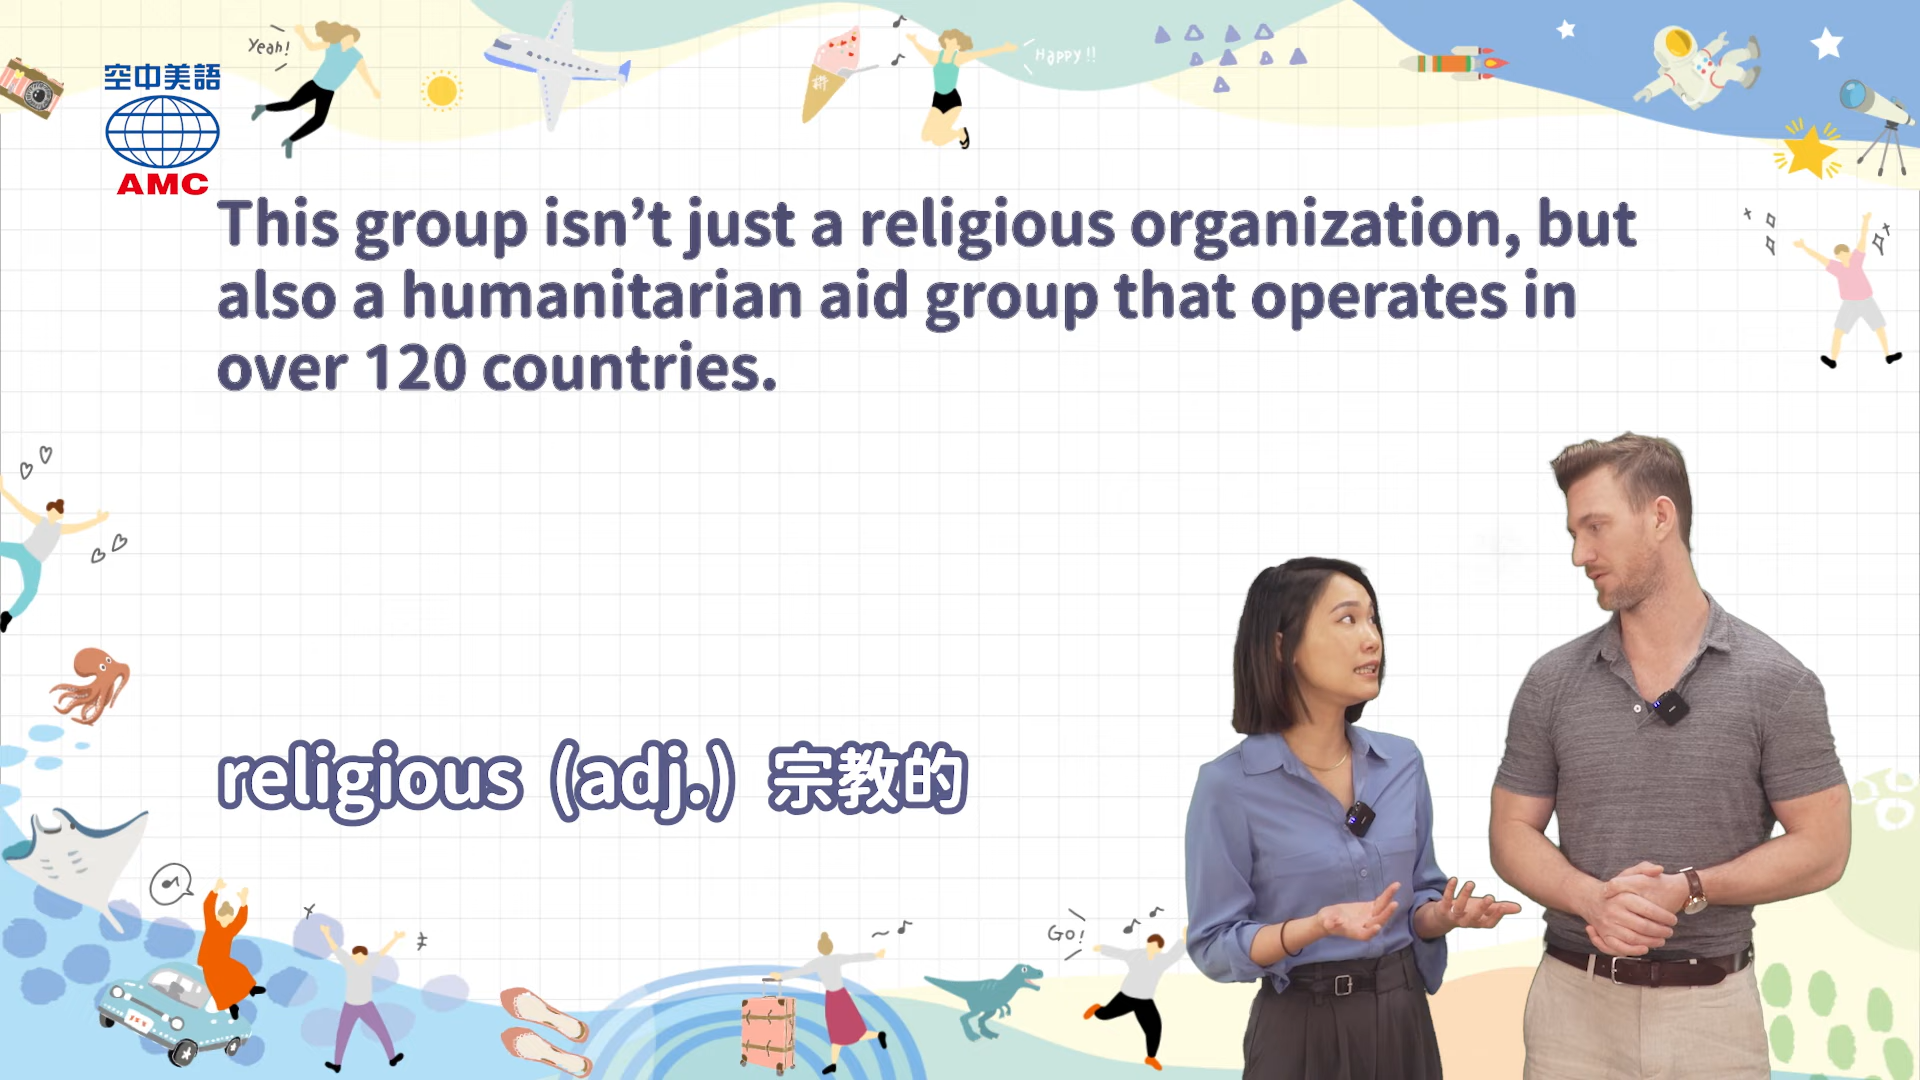 Yeah!
Happy!!
空中美語
AMC
This group isn’t just a religious organization, but
also a humanitarian aid group that operates in
over 120 countries.
religious (adj.) 宗教的
Go!